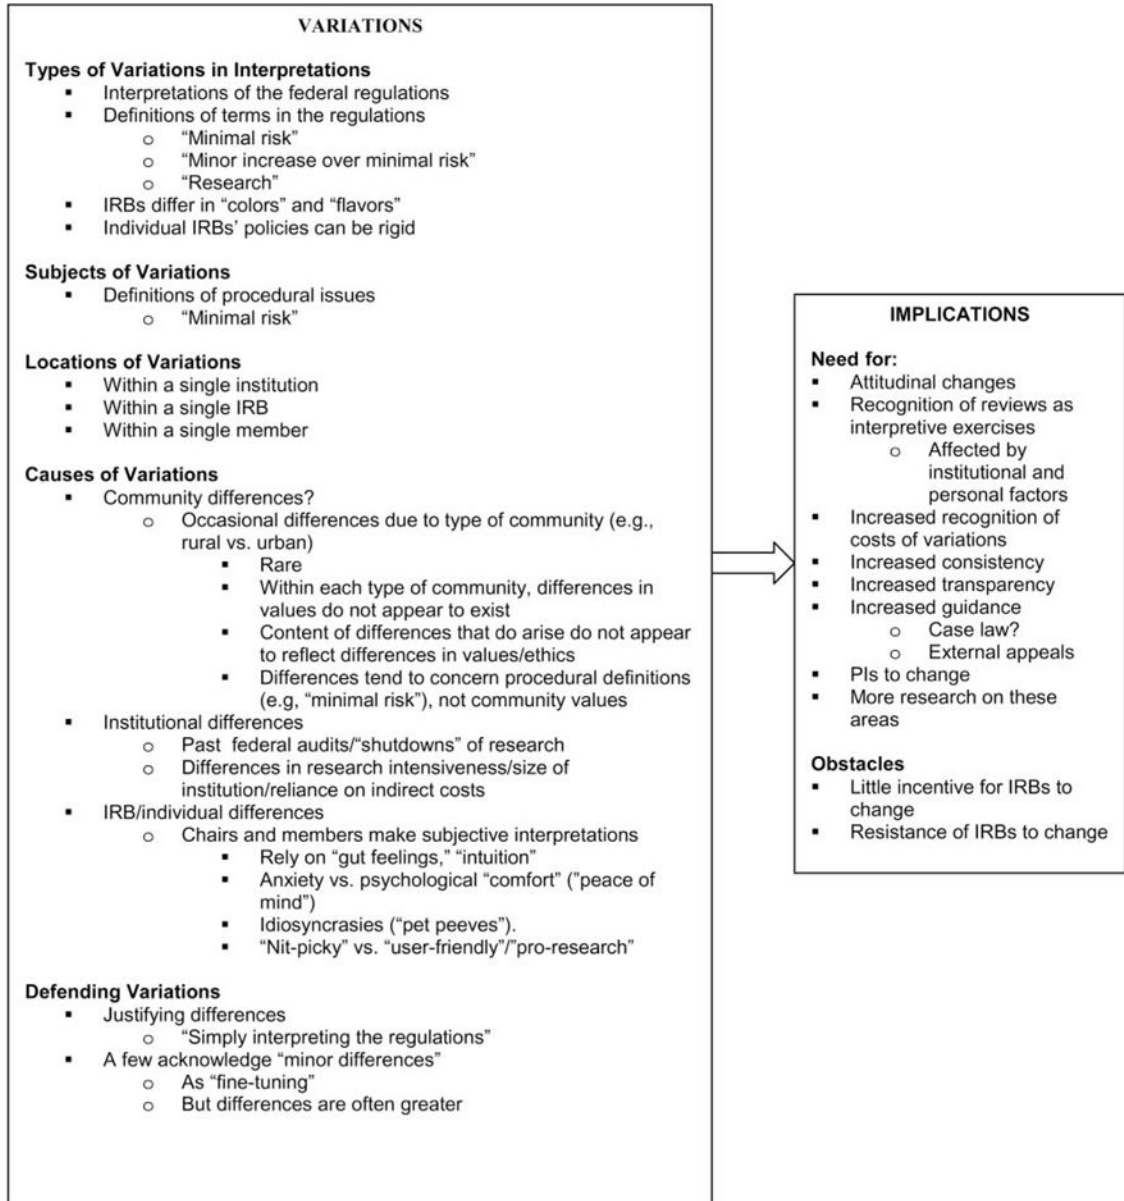 VARIATIONS
Types of Variations in Interpretations
▪ Interpretations of the federal regulations
▪ Definitions of terms in the regulations
o “Minimal risk”
o “Minor increase over minimal risk”
o “Research”
▪ IRBs differ in “colors” and “flavors”
▪ Individual IRBs’ policies can be rigid
Subjects of Variations
▪ Definitions of procedural issues
o “Minimal risk”
Locations of Variations
▪ Within a single institution
▪ Within a single IRB
▪ Within a single member
Causes of Variations
▪ Community differences?
o Occasional differences due to type of community (e.g.,
rural vs. urban)
▪ Rare
▪ Within each type of community, differences in
values do not appear to exist
▪ Content of differences that do arise do not appear
to reflect differences in values/ethics
▪ Differences tend to concern procedural definitions
(e.g, “minimal risk”), not community values
▪ Institutional differences
o Past federal audits/“shutdowns” of research
o Differences in research intensiveness/size of
institution/reliance on indirect costs
▪ IRB/individual differences
o Chairs and members make subjective interpretations
▪ Rely on “gut feelings,” “intuition”
▪ Anxiety vs. psychological “comfort” (”peace of
mind”)
▪ Idiosyncrasies (“pet peeves”).
▪ “Nit-picky” vs. “user-friendly”/”pro-research”
Defending Variations
▪ Justifying differences
o “Simply interpreting the regulations”
▪ A few acknowledge “minor differences”
o As “fine-tuning”
o But differences are often greater
IMPLICATIONS
Need for:
▪ Attitudinal changes
▪ Recognition of reviews as
interpretive exercises
o Affected by
institutional and
personal factors
▪ Increased recognition of
costs of variations
▪ Increased consistency
▪ Increased transparency
▪ Increased guidance
o Case law?
o External appeals
▪ PIs to change
▪ More research on these
areas
Obstacles
▪ Little incentive for IRBs to
change
▪ Resistance of IRBs to change